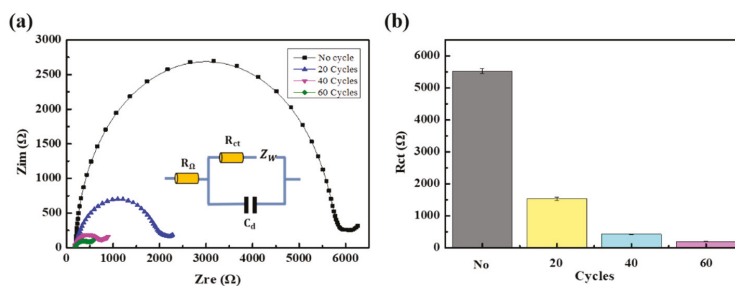 (a)
3000
2500
2000
1500
1000
500
0
Zim (Ω)
No cycle
20 Cycles
40 Cycles
60 Cycles
RΩ
Rct
ZW
Cd
0 1000 2000 3000 4000 5000 6000
Zre (Ω)
(b)
6000
5000
4000
3000
1500
1000
500
0
Rct (Ω)
No 20 40 60
Cycles